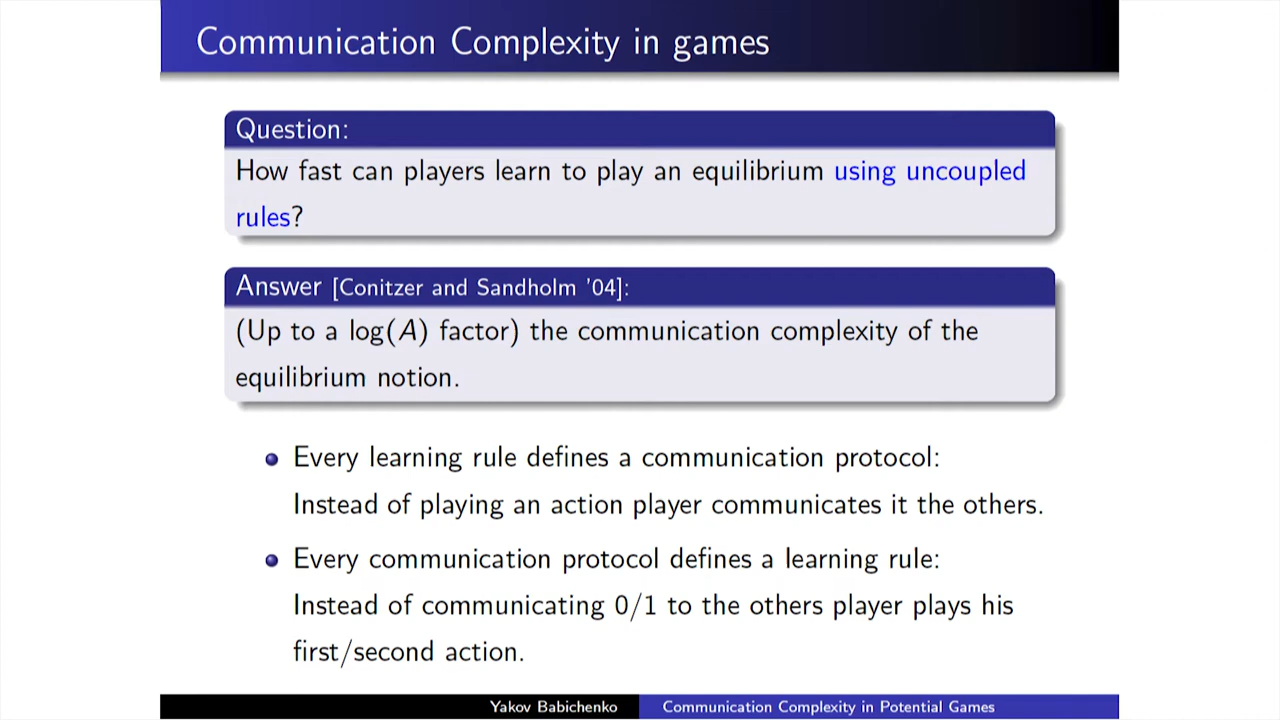 Communication Complexity in games
Question:
How fast can players learn to play an equilibrium using uncoupled
rules?
Answer [Conitzer and Sandholm '04]:
(Up to a log(A) factor) the communication complexity of the
equilibrium notion.
Every learning rule defines a communication protocol:
Instead of playing an action player communicates it the others.
Every communication protocol defines a learning rule:
Instead of communicating 0/1 to the others player plays his
first/second action.
Yakov Babichenko
Communication Complexity in Potential Games